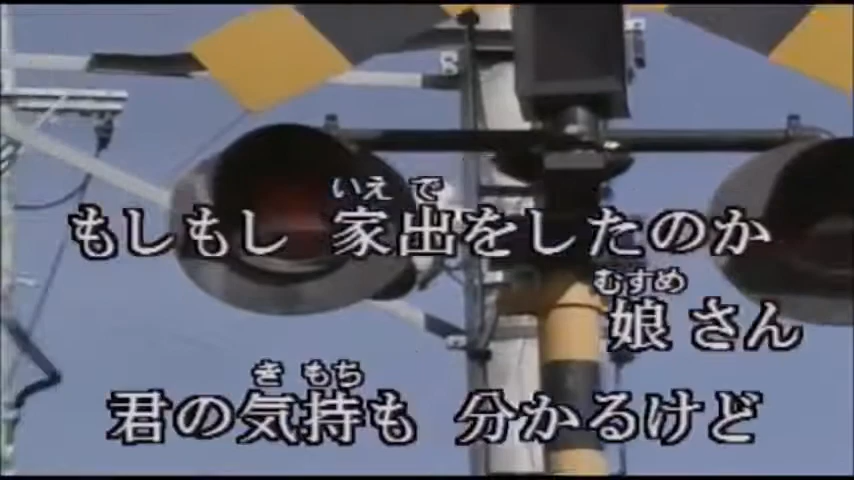 いえで
もしもし 家出をしたのか
むすめ
娘さん
きもち
君の気持も 分かるけど